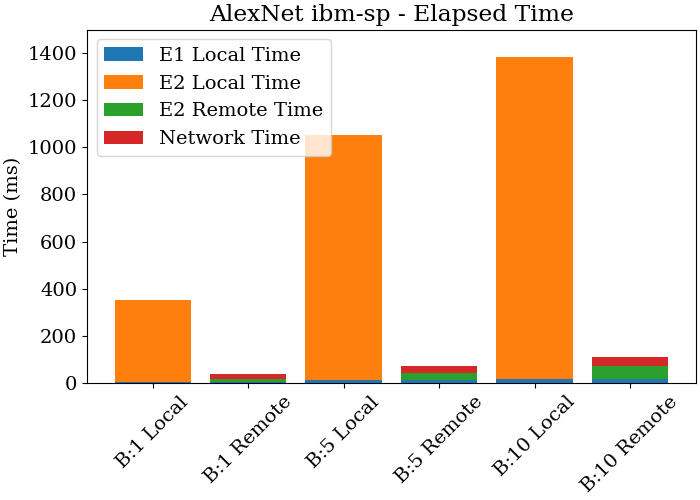 AlexNet ibm-sp - Elapsed Time
E1 Local Time
E2 Local Time
E2 Remote Time
Network Time
Time (ms)
1400
1200
1000
800
600
400
200
0
B:1 Local
B:1 Remote
B:5 Local
B:5 Remote
B:10 Local
B:10 Remote